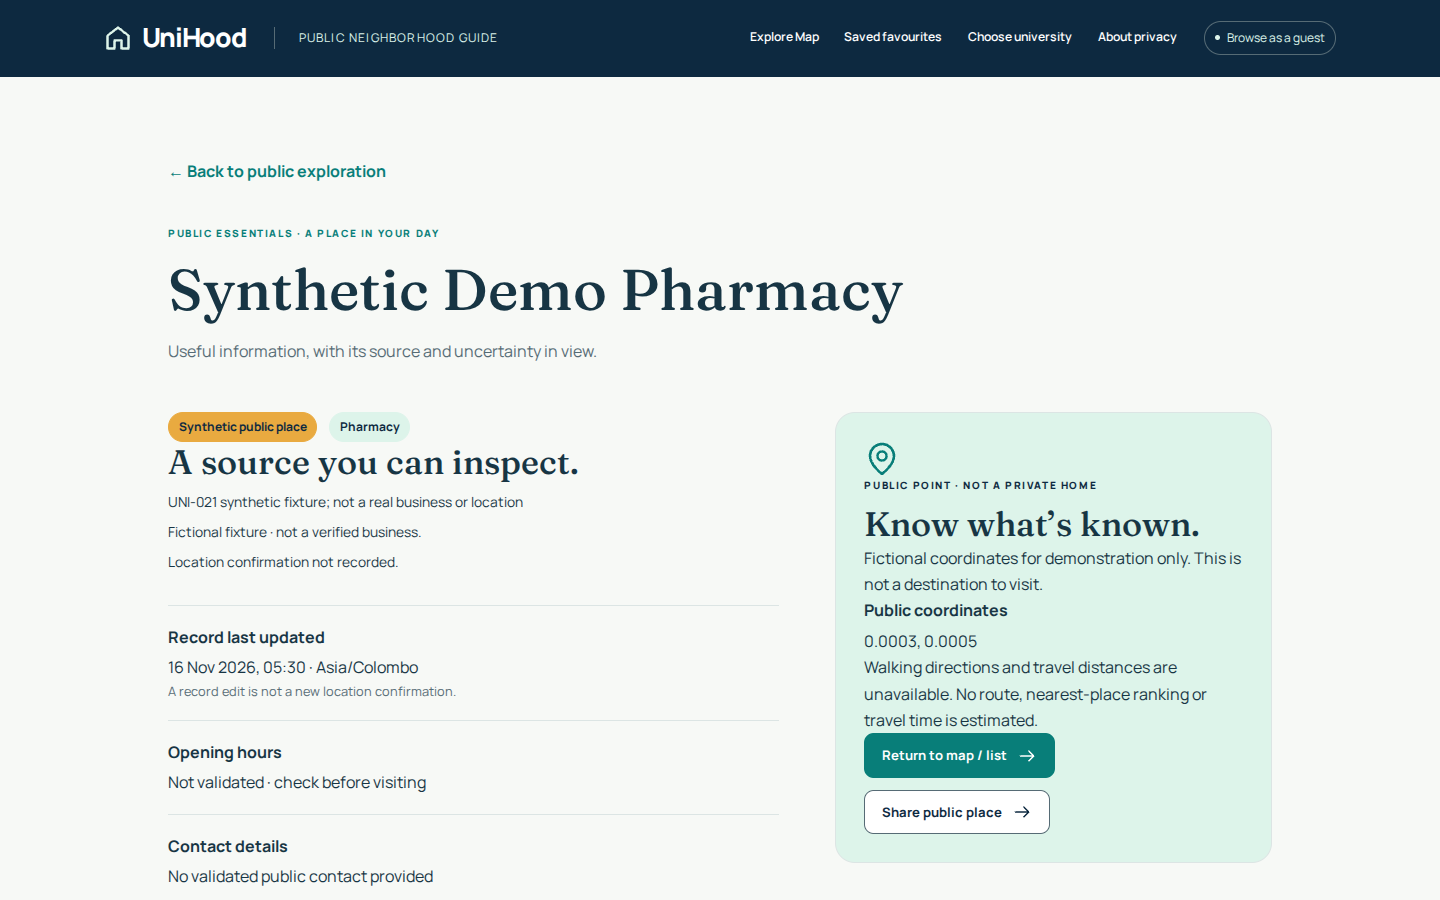 UniHood
PUBLIC NEIGHBORHOOD GUIDE
Explore Map
Saved favourites
Choose university
About privacy
Browse as a guest
← Back to public exploration
PUBLIC ESSENTIALS · A PLACE IN YOUR DAY
Synthetic Demo Pharmacy
Useful information, with its source and uncertainty in view.
Synthetic public place
Pharmacy
A source you can inspect.
UNI-021 synthetic fixture; not a real business or location
Fictional fixture · not a verified business.
Location confirmation not recorded.
Record last updated
16 Nov 2026, 05:30 · Asia/Colombo
A record edit is not a new location confirmation.
Opening hours
Not validated · check before visiting
Contact details
No validated public contact provided
PUBLIC POINT · NOT A PRIVATE HOME
Know what’s known.
Fictional coordinates for demonstration only. This is
not a destination to visit.
Public coordinates
0.0003, 0.0005
Walking directions and travel distances are
unavailable. No route, nearest-place ranking or
travel time is estimated.
Return to map / list →
Share public place →